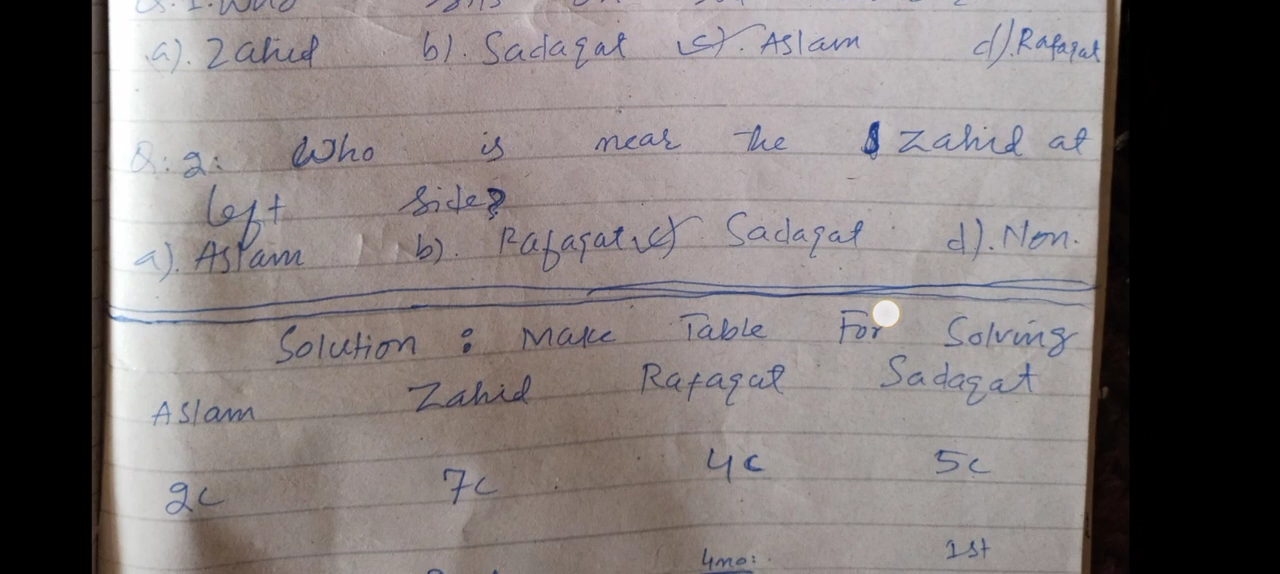 a). Zahid b). Sadaqat c). Aslam d). Rafaqat
Q:2: Who is near the Zahid at
left side?
a). Aslam b). Rafaqat c) Sadaqat d). Non.
Solution : Make Table For Solving
Aslam Zahid Rafaqat Sadaqat
2c 7c 4c 5c
4mo: 1st